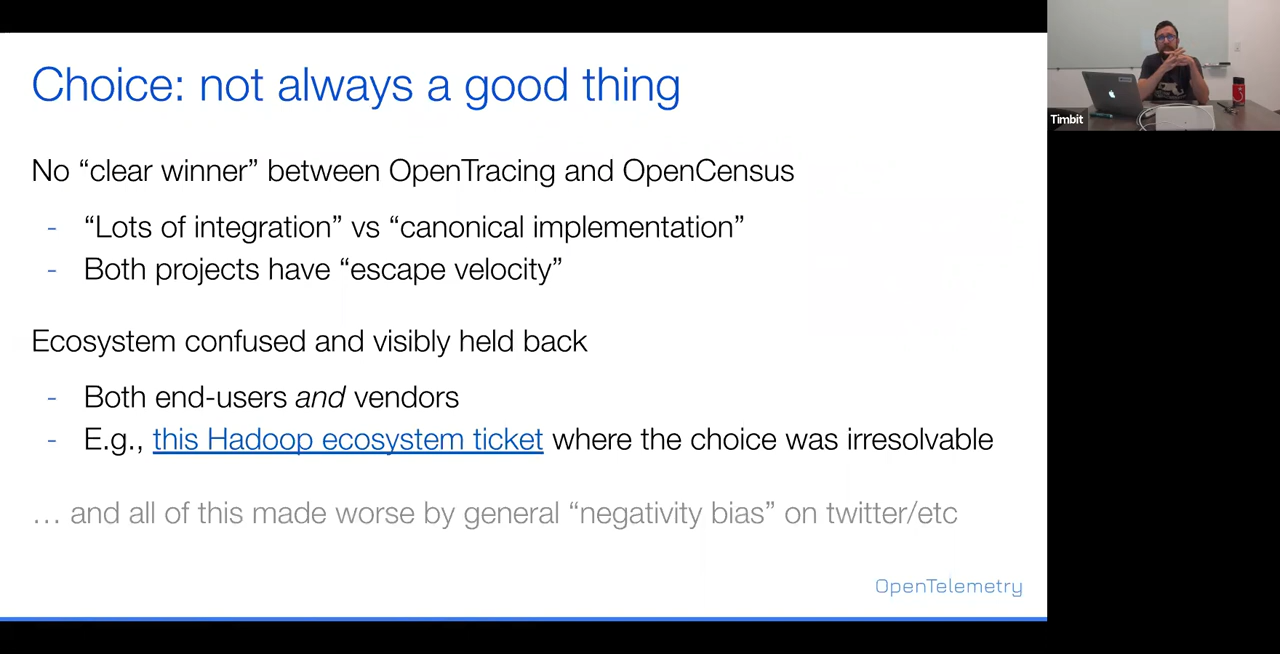 Choice: not always a good thing
No “clear winner” between OpenTracing and OpenCensus
- “Lots of integration” vs “canonical implementation”
- Both projects have “escape velocity”
Ecosystem confused and visibly held back
- Both end-users and vendors
- E.g., this Hadoop ecosystem ticket where the choice was irresolvable
… and all of this made worse by general “negativity bias” on twitter/etc
OpenTelemetry
Timbit